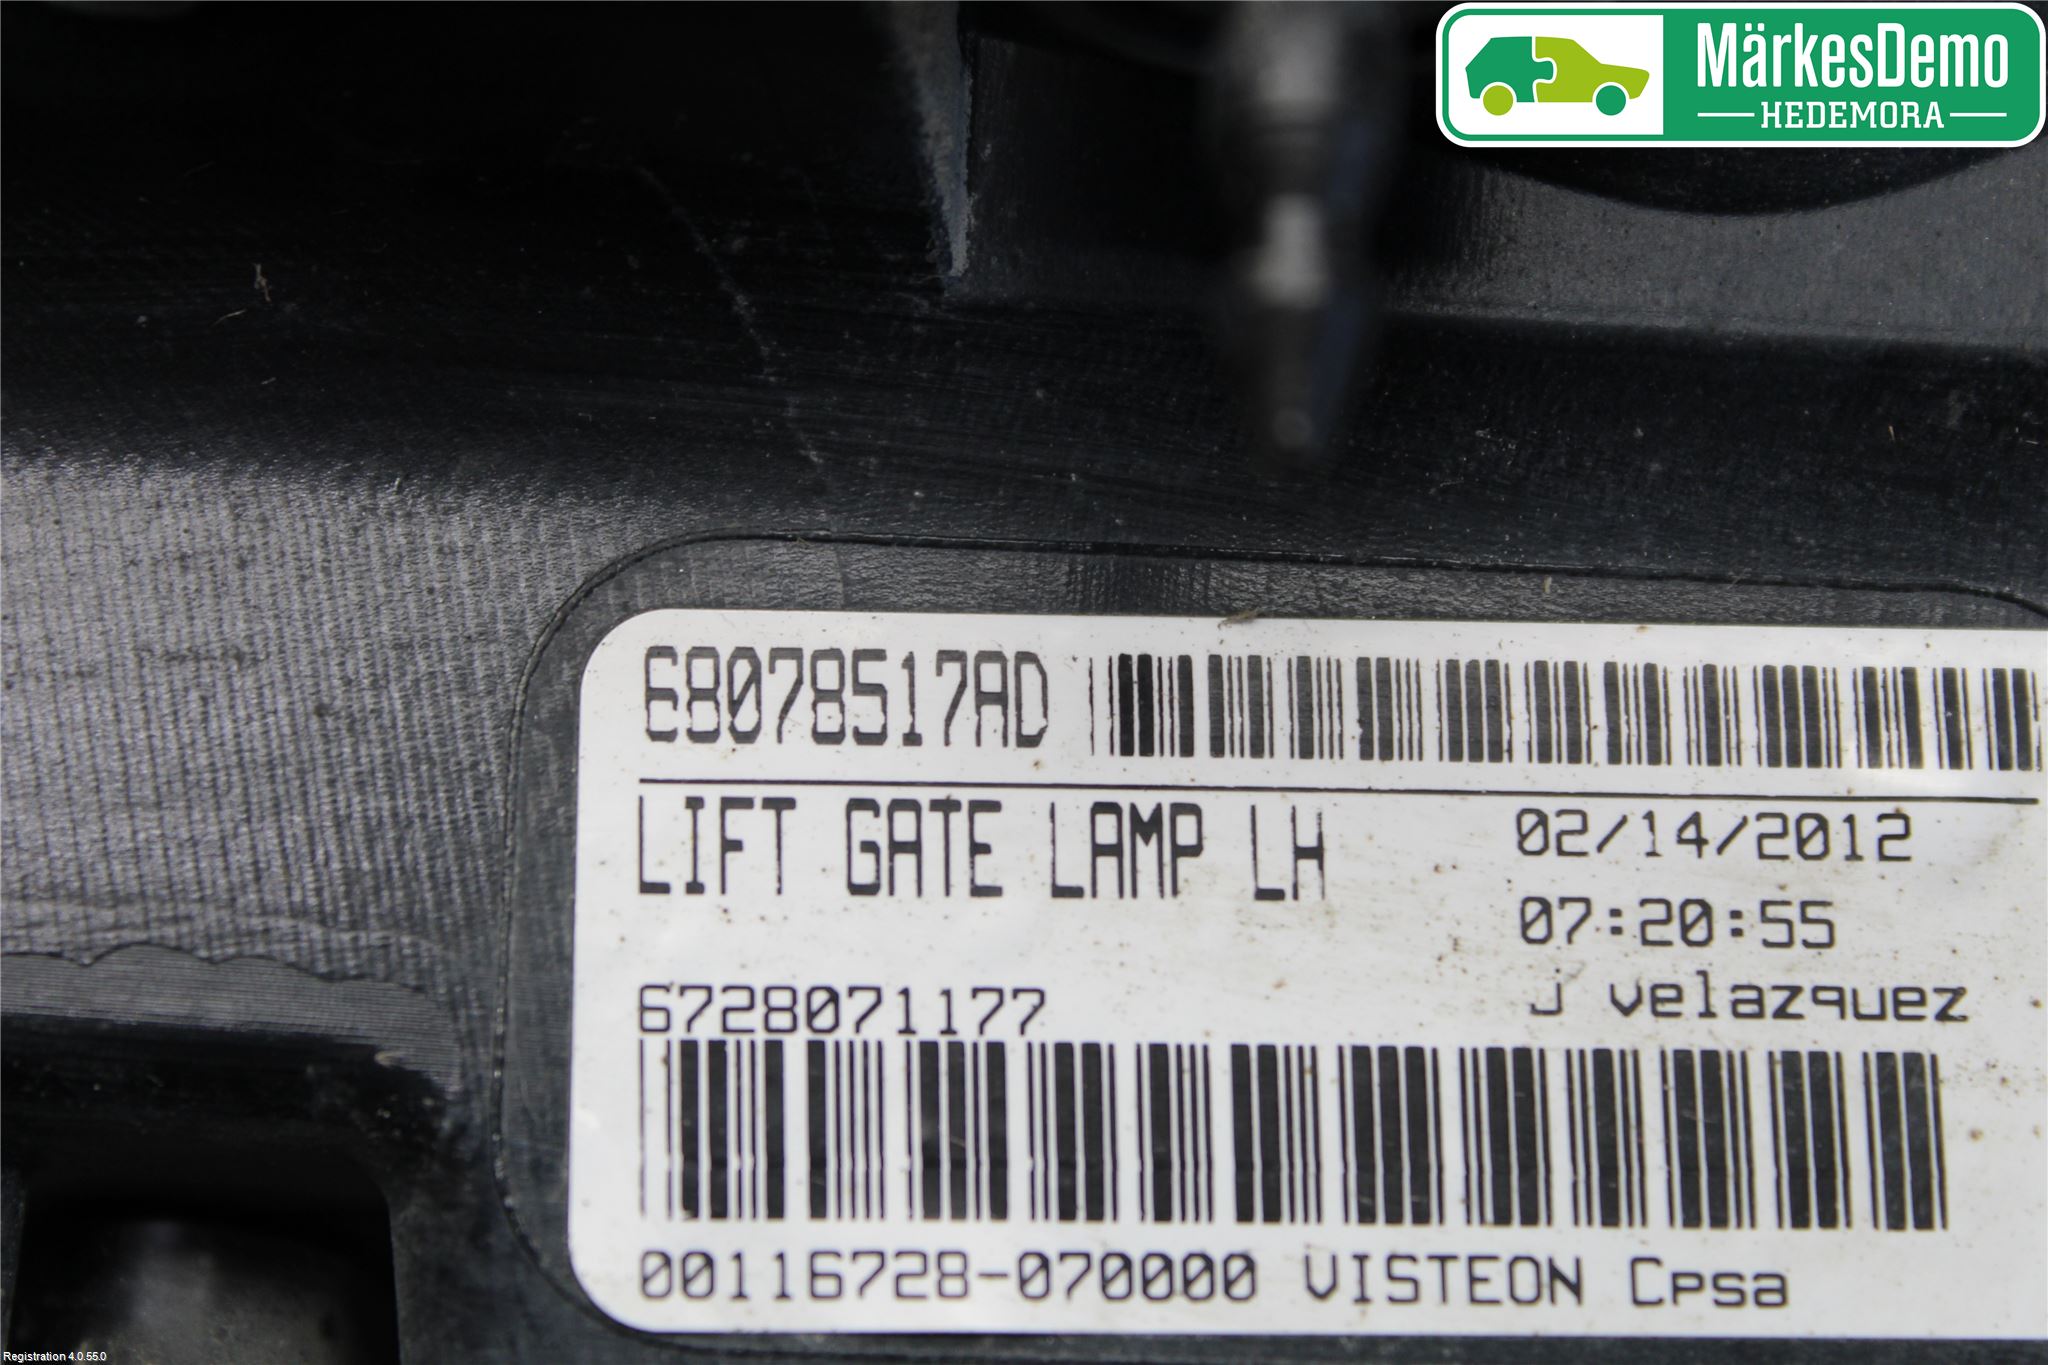 MärkesDemo
HEDEMORA
68078517AD
LIFT GATE LAMP LH
02/14/2012
07:20:55
J velazquez
6728071177
00116728-070000 VISTEON Cpsa
Registration 4.0.55.0